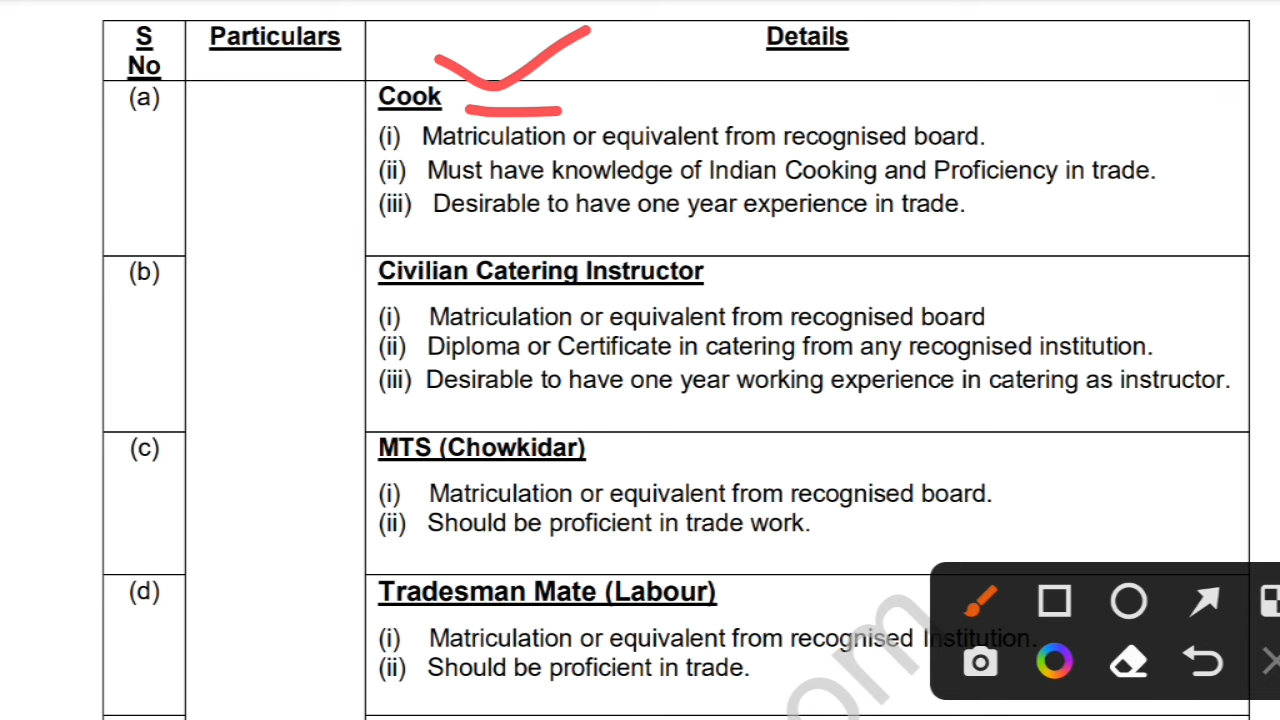 S No Particulars Details
(a) Cook
(i) Matriculation or equivalent from recognised board.
(ii) Must have knowledge of Indian Cooking and Proficiency in trade.
(iii) Desirable to have one year experience in trade.
(b) Civilian Catering Instructor
(i) Matriculation or equivalent from recognised board
(ii) Diploma or Certificate in catering from any recognised institution.
(iii) Desirable to have one year working experience in catering as instructor.
(c) MTS (Chowkidar)
(i) Matriculation or equivalent from recognised board.
(ii) Should be proficient in trade work.
(d) Tradesman Mate (Labour)
(i) Matriculation or equivalent from recognised Institution.
(ii) Should be proficient in trade.
om